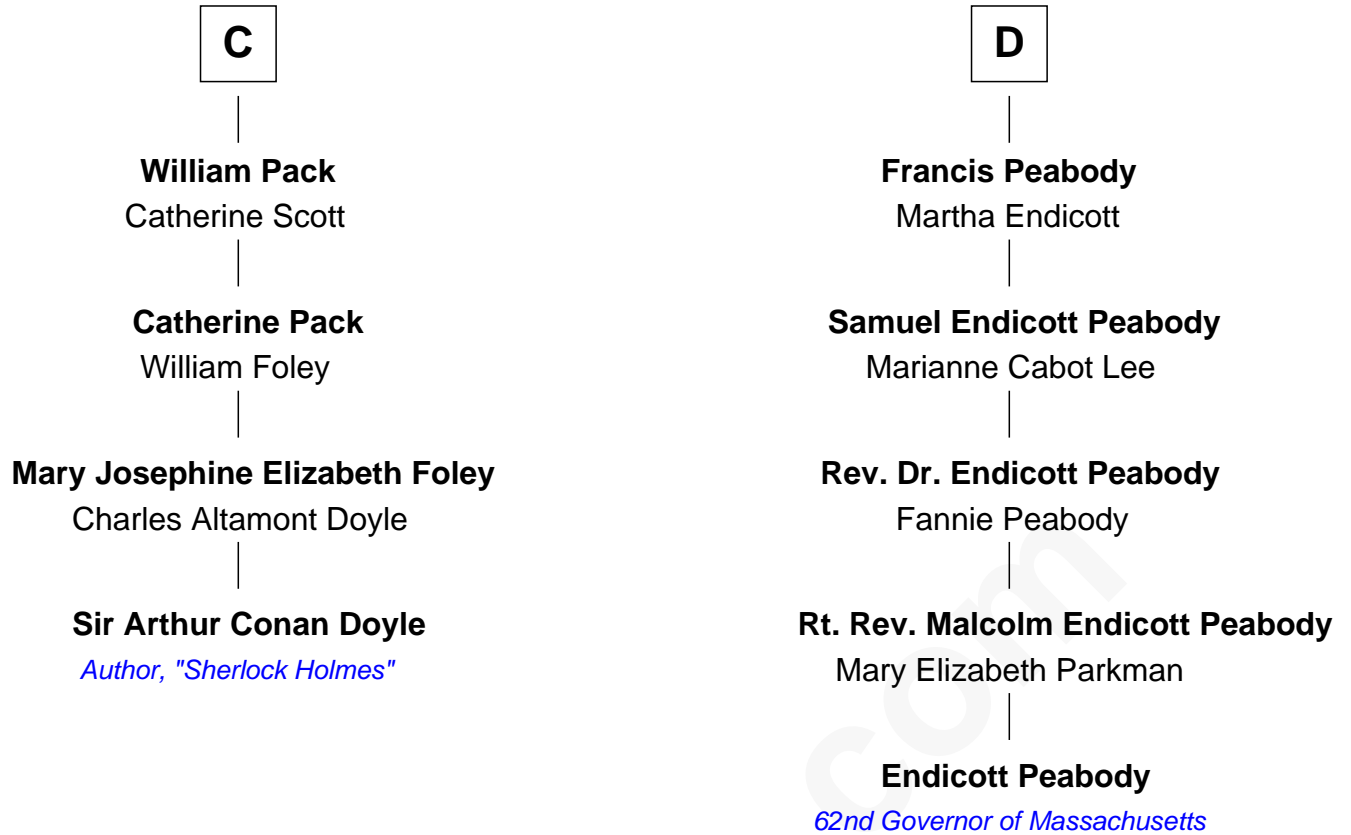 C
William Pack
Catherine Scott
Catherine Pack
William Foley
Mary Josephine Elizabeth Foley
Charles Altamont Doyle
Sir Arthur Conan Doyle
Author, "Sherlock Holmes"
D
Francis Peabody
Martha Endicott
Samuel Endicott Peabody
Marianne Cabot Lee
Rev. Dr. Endicott Peabody
Fannie Peabody
Rt. Rev. Malcolm Endicott Peabody
Mary Elizabeth Parkman
Endicott Peabody
62nd Governor of Massachusetts
com